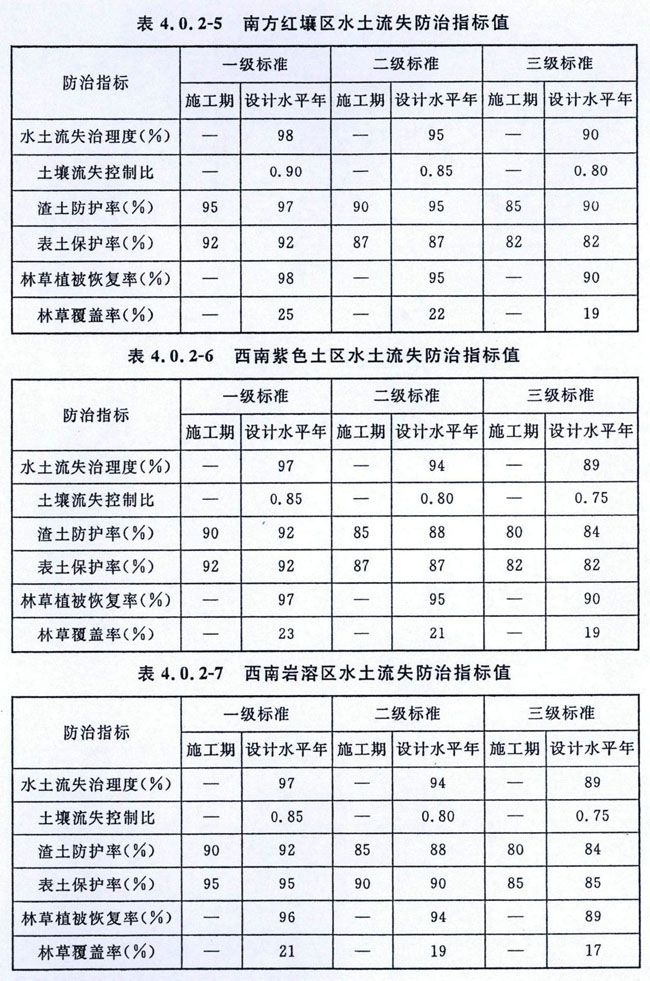 表 4.0.2-5 南方红壤区水土流失防治指标值
防治指标 一级标准 二级标准 三级标准
施工期 设计水平年 施工期 设计水平年 施工期 设计水平年
水土流失治理度(%) — 98 — 95 — 90
土壤流失控制比 — 0.90 — 0.85 — 0.80
渣土防护率(%) 95 97 90 95 85 90
表土保护率(%) 92 92 87 87 82 82
林草植被恢复率(%) — 98 — 95 — 90
林草覆盖率(%) — 25 — 22 — 19
表 4.0.2-6 西南紫色土区水土流失防治指标值
防治指标 一级标准 二级标准 三级标准
施工期 设计水平年 施工期 设计水平年 施工期 设计水平年
水土流失治理度(%) — 97 — 94 — 89
土壤流失控制比 — 0.85 — 0.80 — 0.75
渣土防护率(%) 90 92 85 88 80 84
表土保护率(%) 92 92 87 87 82 82
林草植被恢复率(%) — 97 — 95 — 90
林草覆盖率(%) — 23 — 21 — 19
表 4.0.2-7 西南岩溶区水土流失防治指标值
防治指标 一级标准 二级标准 三级标准
施工期 设计水平年 施工期 设计水平年 施工期 设计水平年
水土流失治理度(%) — 97 — 94 — 89
土壤流失控制比 — 0.85 — 0.80 — 0.75
渣土防护率(%) 90 92 85 88 80 84
表土保护率(%) 95 95 90 90 85 85
林草植被恢复率(%) — 96 — 94 — 89
林草覆盖率(%) — 21 — 19 — 17